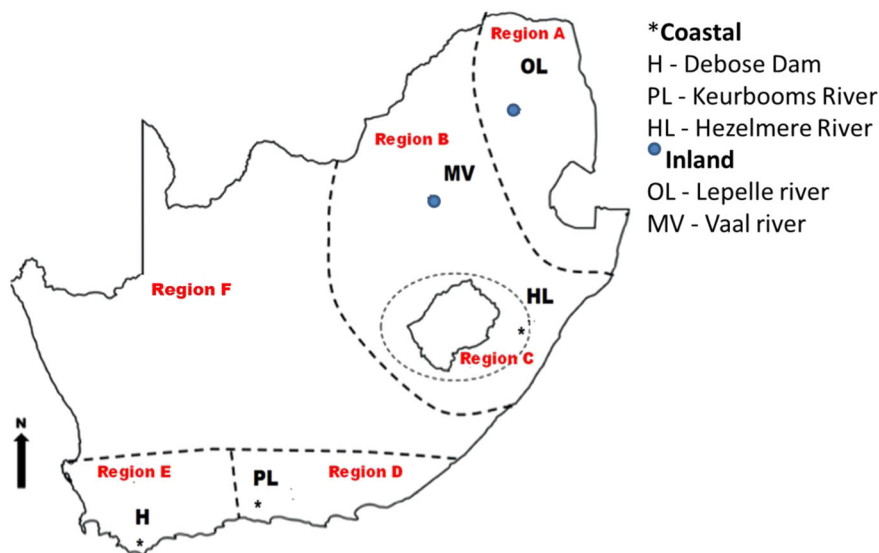 Region A
OL
Region B
MV
Region F
HL
*
Region C
N
Region E
Region D
PL
*
H
*
*Coastal
H - Debose Dam
PL - Keurbooms River
HL - Hezelmere River
Inland
OL - Lepelle river
MV - Vaal river